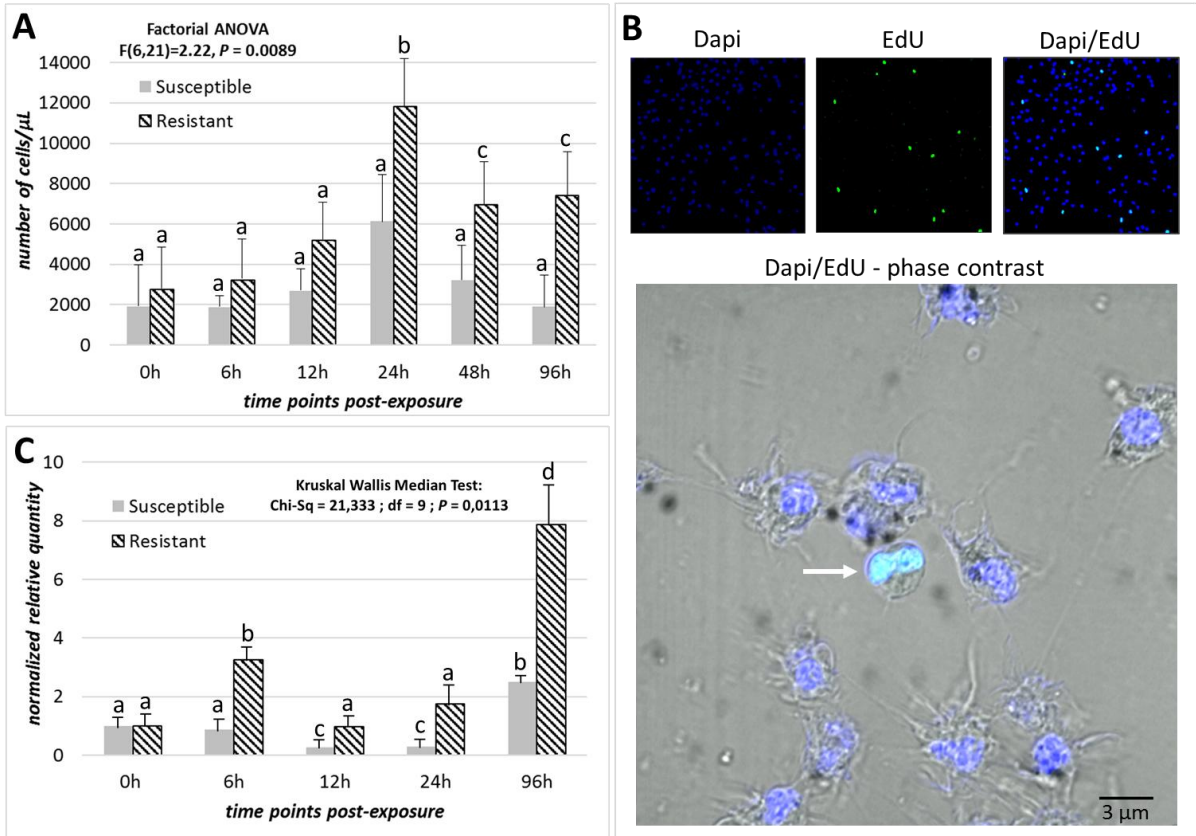 A
Factorial ANOVA
F(6,21)=2.22, P = 0.0089
Susceptible
Resistant
number of cells/µL
14000
12000
10000
8000
6000
4000
2000
0
a a a a a a a b a c a c
0h 6h 12h 24h 48h 96h
time points post-exposure
B
Dapi EdU Dapi/EdU
Dapi/EdU - phase contrast
3 µm
C
Kruskal Wallis Median Test:
Chi-Sq = 21,333 ; df = 9 ; P = 0,0113
Susceptible
Resistant
normalized relative quantity
10
8
6
4
2
0
a a a b c a c a b d
0h 6h 12h 24h 96h
time points post-exposure